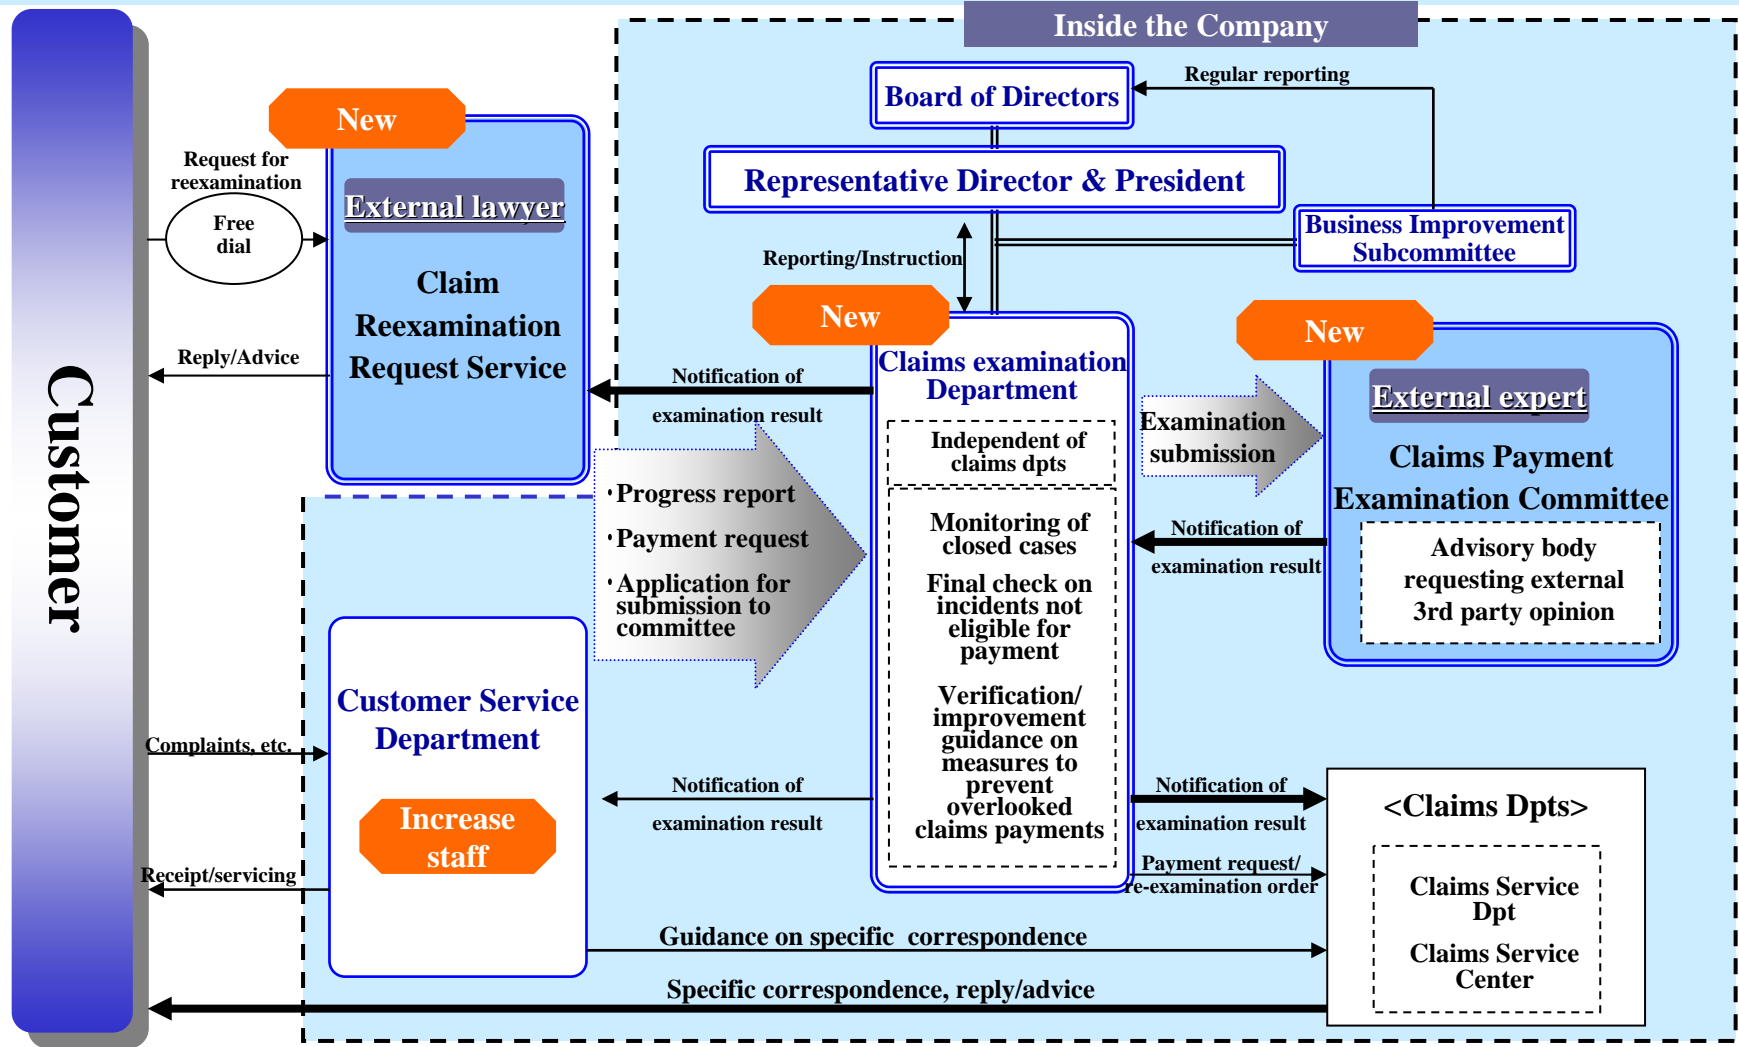 Inside the Company
Customer
New
Request for
reexamination
Free
dial
External lawyer
Claim
Reexamination
Request Service
Reply/Advice
Board of Directors
Regular reporting
Representative Director & President
Business Improvement
Subcommittee
Reporting/Instruction
New
Claims examination
Department
Independent of
claims dpts
Monitoring of
closed cases
Final check on
incidents not
eligible for
payment
Verification/
improvement
guidance on
measures to
prevent
overlooked
claims payments
Notification of
examination result
・Progress report
・Payment request
・Application for
submission to
committee
Examination
submission
New
External expert
Claims Payment
Examination Committee
Advisory body
requesting external
3rd party opinion
Notification of
examination result
Customer Service
Department
Increase
staff
Complaints, etc.
Receipt/servicing
Notification of
examination result
Notification of
examination result
Payment request/
re-examination order
<Claims Dpts>
Claims Service
Dpt
Claims Service
Center
Guidance on specific correspondence
Specific correspondence, reply/advice